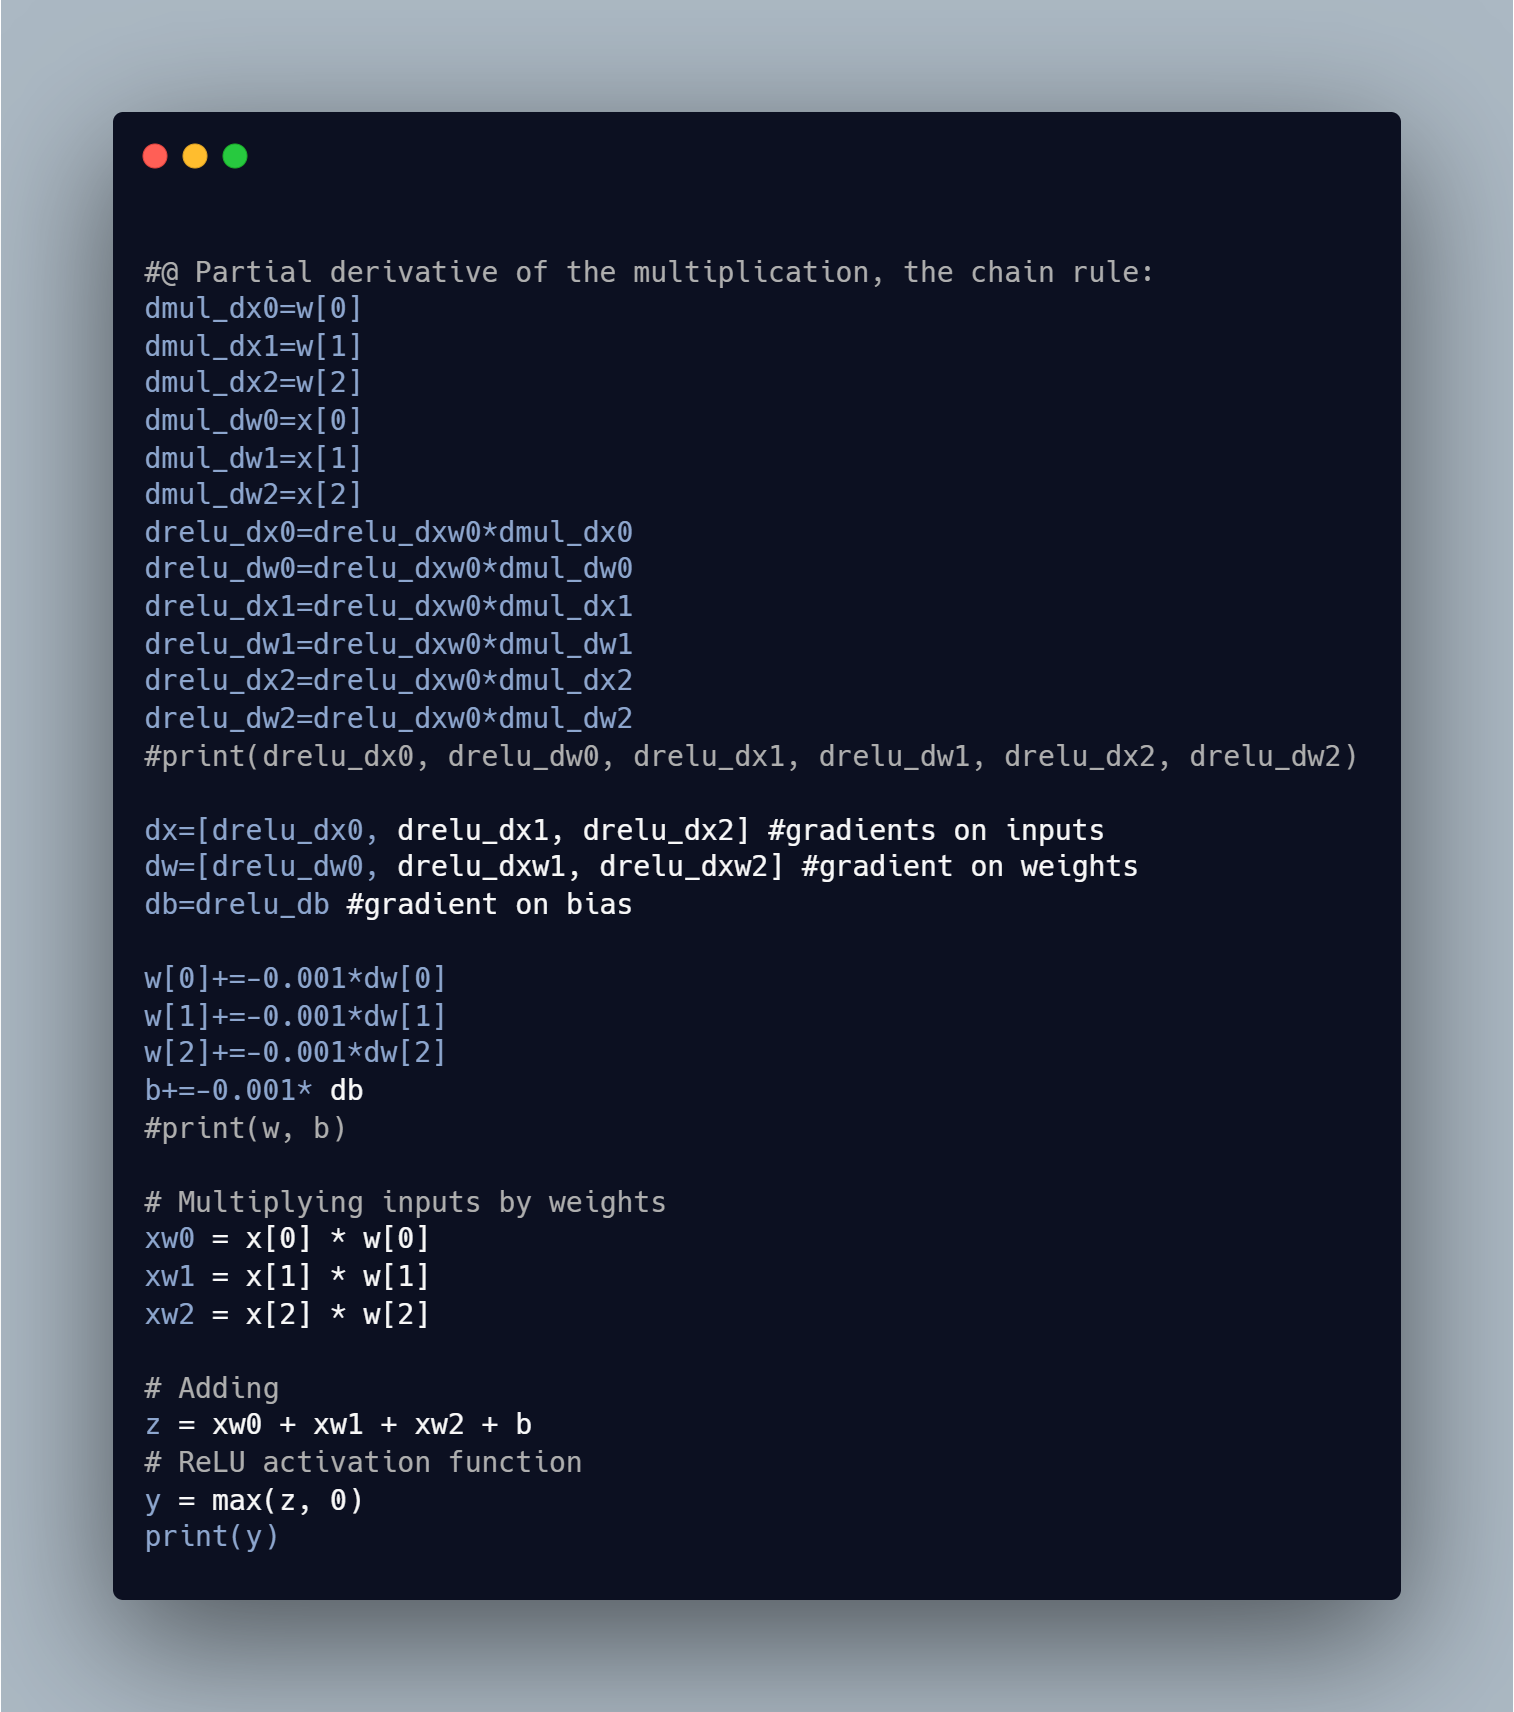 #@ Partial derivative of the multiplication, the chain rule:
dmul_dx0=w[0]
dmul_dx1=w[1]
dmul_dx2=w[2]
dmul_dw0=x[0]
dmul_dw1=x[1]
dmul_dw2=x[2]
drelu_dx0=drelu_dxw0*dmul_dx0
drelu_dw0=drelu_dxw0*dmul_dw0
drelu_dx1=drelu_dxw0*dmul_dx1
drelu_dw1=drelu_dxw0*dmul_dw1
drelu_dx2=drelu_dxw0*dmul_dx2
drelu_dw2=drelu_dxw0*dmul_dw2
#print(drelu_dx0, drelu_dw0, drelu_dx1, drelu_dw1, drelu_dx2, drelu_dw2)
dx=[drelu_dx0, drelu_dx1, drelu_dx2] #gradients on inputs
dw=[drelu_dw0, drelu_dxw1, drelu_dxw2] #gradient on weights
db=drelu_db #gradient on bias
w[0]+=-0.001*dw[0]
w[1]+=-0.001*dw[1]
w[2]+=-0.001*dw[2]
b+=-0.001* db
#print(w, b)
# Multiplying inputs by weights
xw0 = x[0] * w[0]
xw1 = x[1] * w[1]
xw2 = x[2] * w[2]
# Adding
z = xw0 + xw1 + xw2 + b
# ReLU activation function
y = max(z, 0)
print(y)